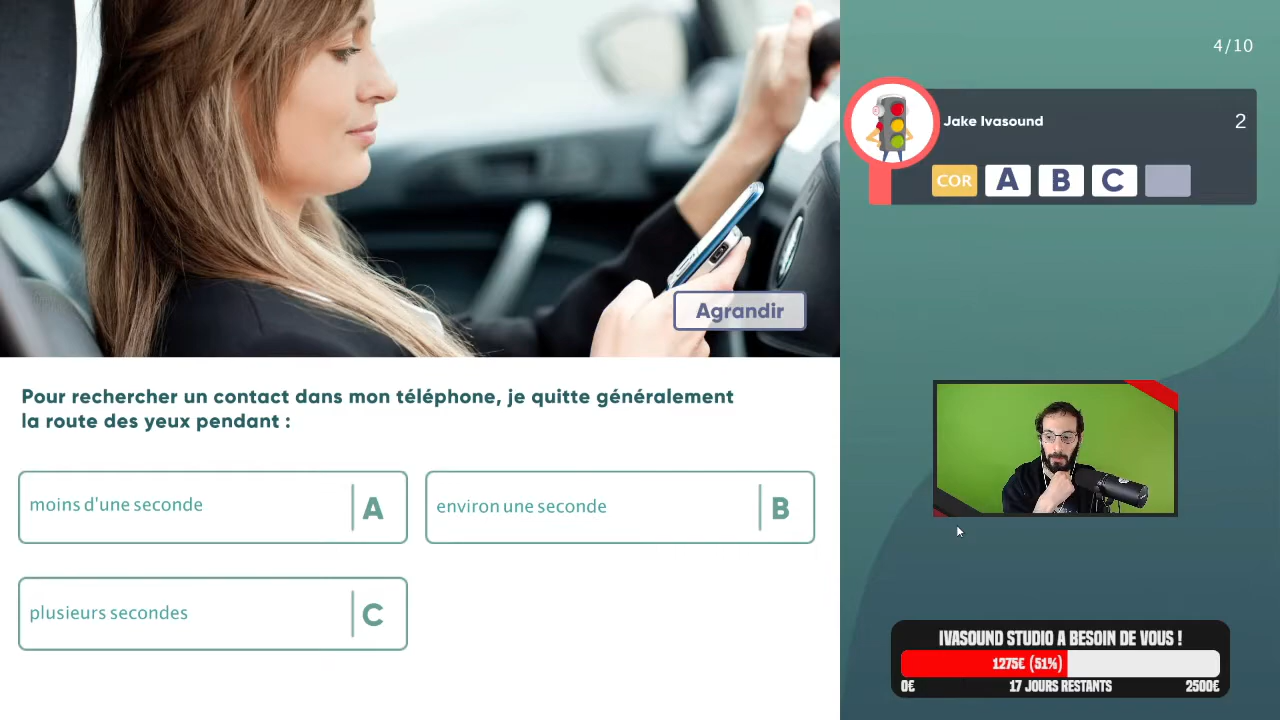 4/10
Jake Ivasound
2
COR A B C
Agrandir
Pour rechercher un contact dans mon téléphone, je quitte généralement
la route des yeux pendant :
moins d'une seconde A
environ une seconde B
plusieurs secondes C
IVASOUND STUDIO A BESOIN DE VOUS !
1275€ (51%)
0€ 17 JOURS RESTANTS 2500€